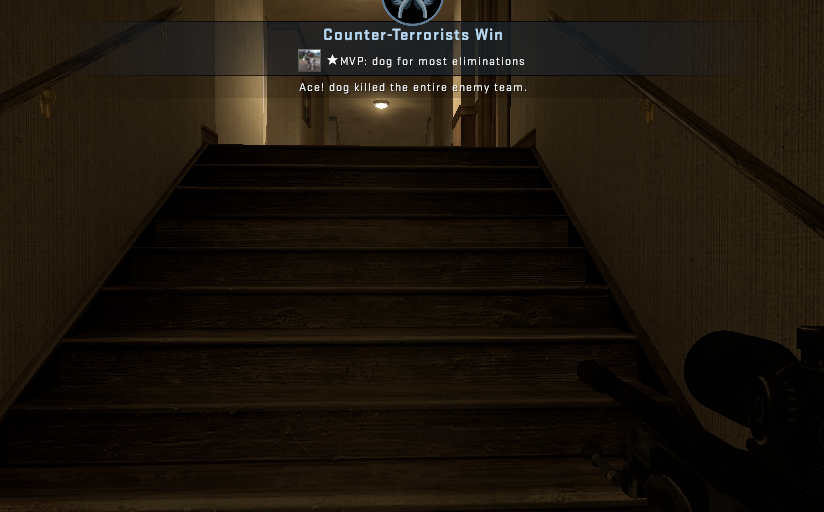 Counter-Terrorists Win
★MVP: dog for most eliminations
Ace! dog killed the entire enemy team.